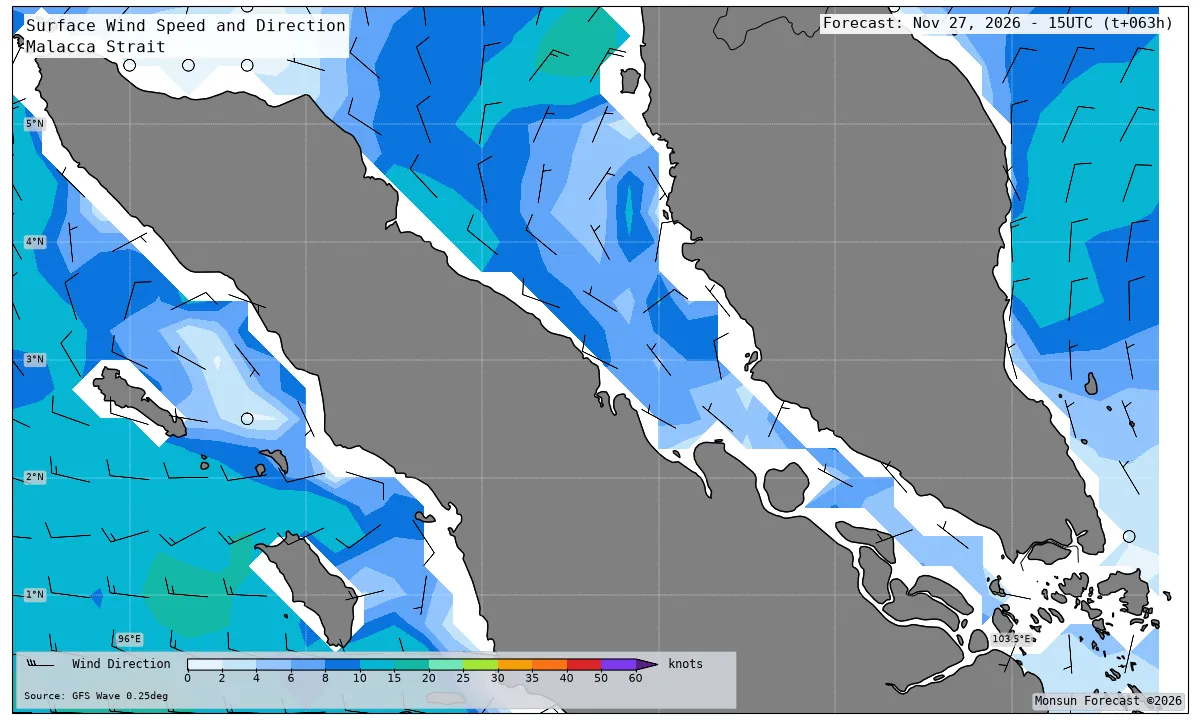 Surface Wind Speed and Direction
Malacca Strait
Forecast: Nov 27, 2026 - 15UTC (t+063h)
5°N
4°N
3°N
2°N
1°N
96°E
103.5°E
Wind Direction
0 2 4 6 8 10 15 20 25 30 35 40 50 60
knots
Source: GFS Wave 0.25deg
Monsun Forecast ©2026